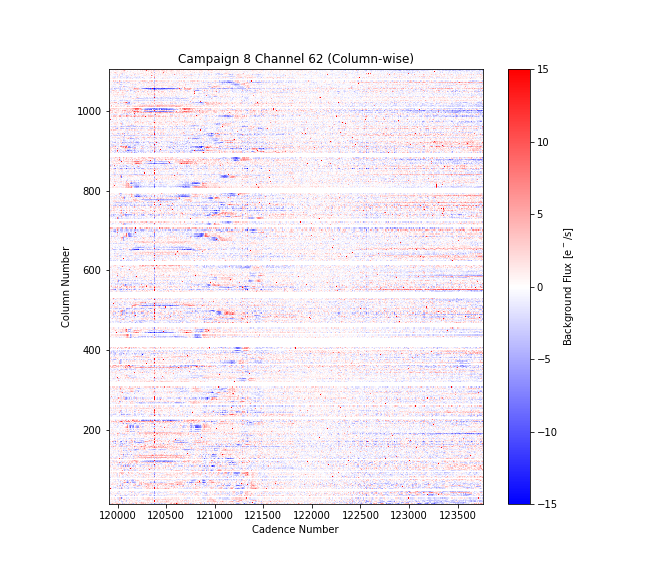 Campaign 8 Channel 62 (Column-wise)
1000
800
600
400
200
Column Number
120000 120500 121000 121500 122000 122500 123000 123500
Cadence Number
15
10
5
0
−5
−10
−15
Background Flux [e⁻/s]